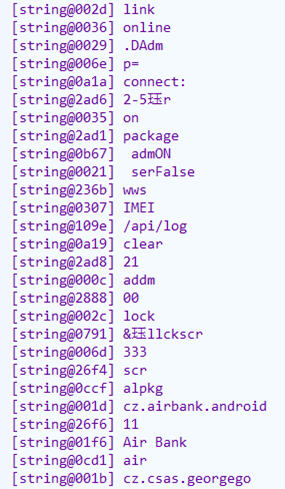 [string@002d] link
[string@0036] online
[string@0029] .DAdm
[string@006e] p=
[string@0a1a] connect:
[string@2ad6] 2-5珏r
[string@0035] on
[string@2ad1] package
[string@0b67]  admON
[string@0021]  serFalse
[string@236b] wws
[string@0307] IMEI
[string@109e] /api/log
[string@0a19] clear
[string@2ad8] 21
[string@000c] addm
[string@2888] 00
[string@002c] lock
[string@0791] &珏llckscr
[string@006d] 333
[string@26f4] scr
[string@0ccf] alpkg
[string@001d] cz.airbank.android
[string@26f6] 11
[string@01f6] Air Bank
[string@0cd1] air
[string@001b] cz.csas.georgego